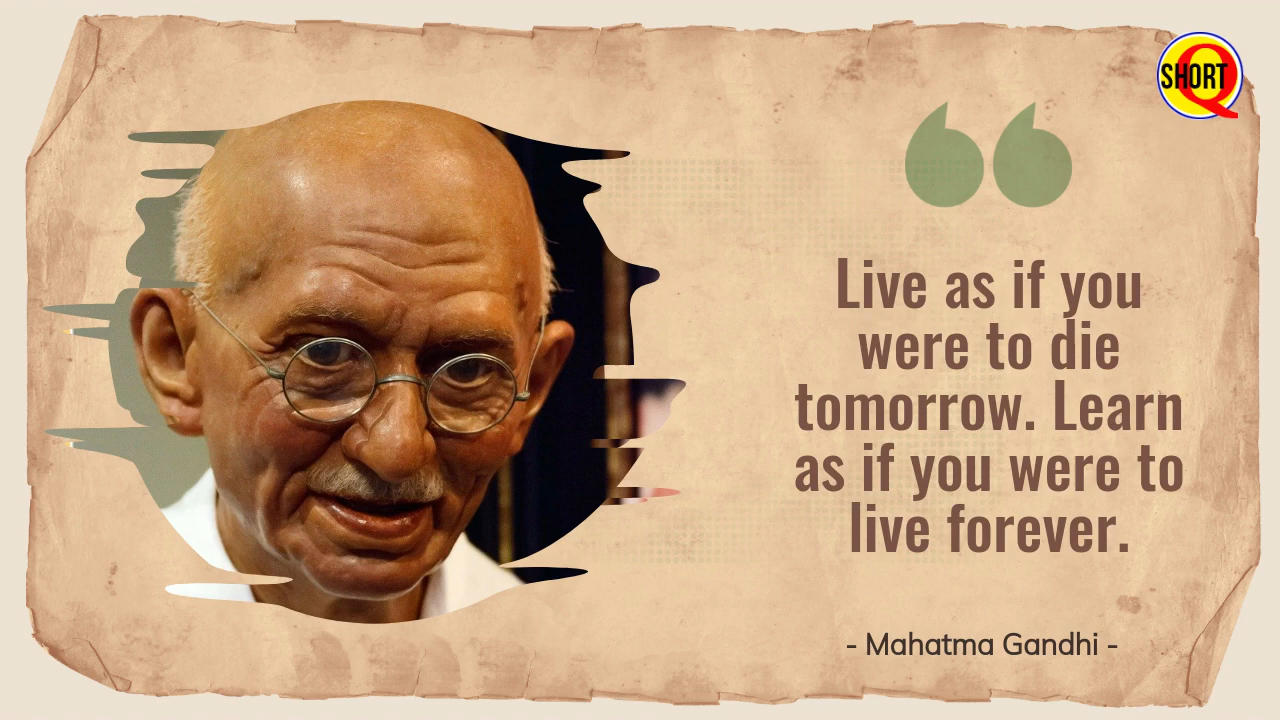 SHORT Q
Live as if you
were to die
tomorrow. Learn
as if you were to
live forever.
- Mahatma Gandhi -